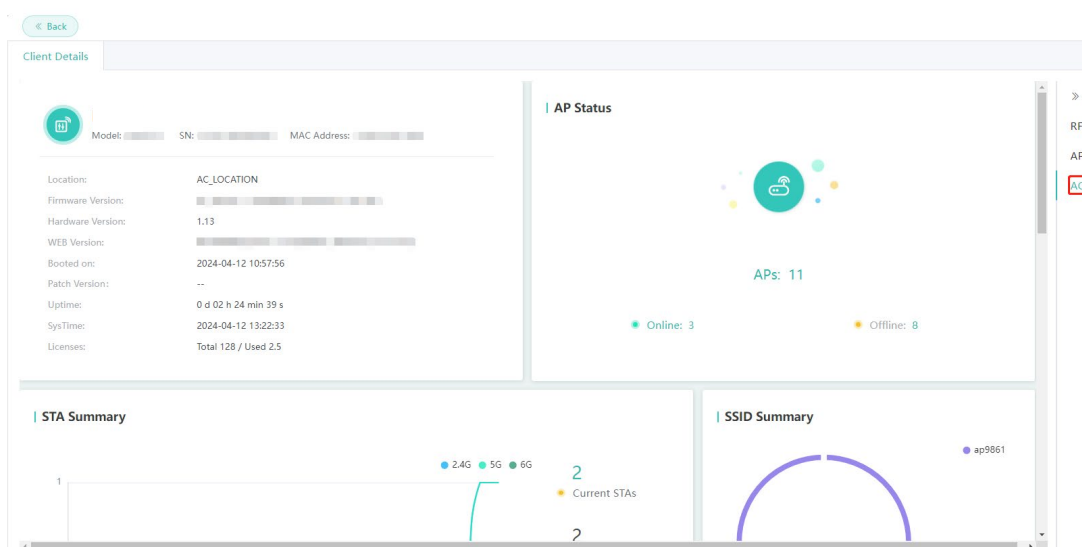 « Back
Client Details
Model: SN: MAC Address:
Location: AC_LOCATION
Firmware Version:
Hardware Version: 1.13
WEB Version:
Booted on: 2024-04-12 10:57:56
Patch Version: --
Uptime: 0 d 02 h 24 min 39 s
SysTime: 2024-04-12 13:22:33
Licenses: Total 128 / Used 2.5
AP Status
APs: 11
Online: 3 Offline: 8
»
RF
AP
AC
STA Summary
2.4G 5G 6G
1
2
Current STAs
2
SSID Summary
ap9861